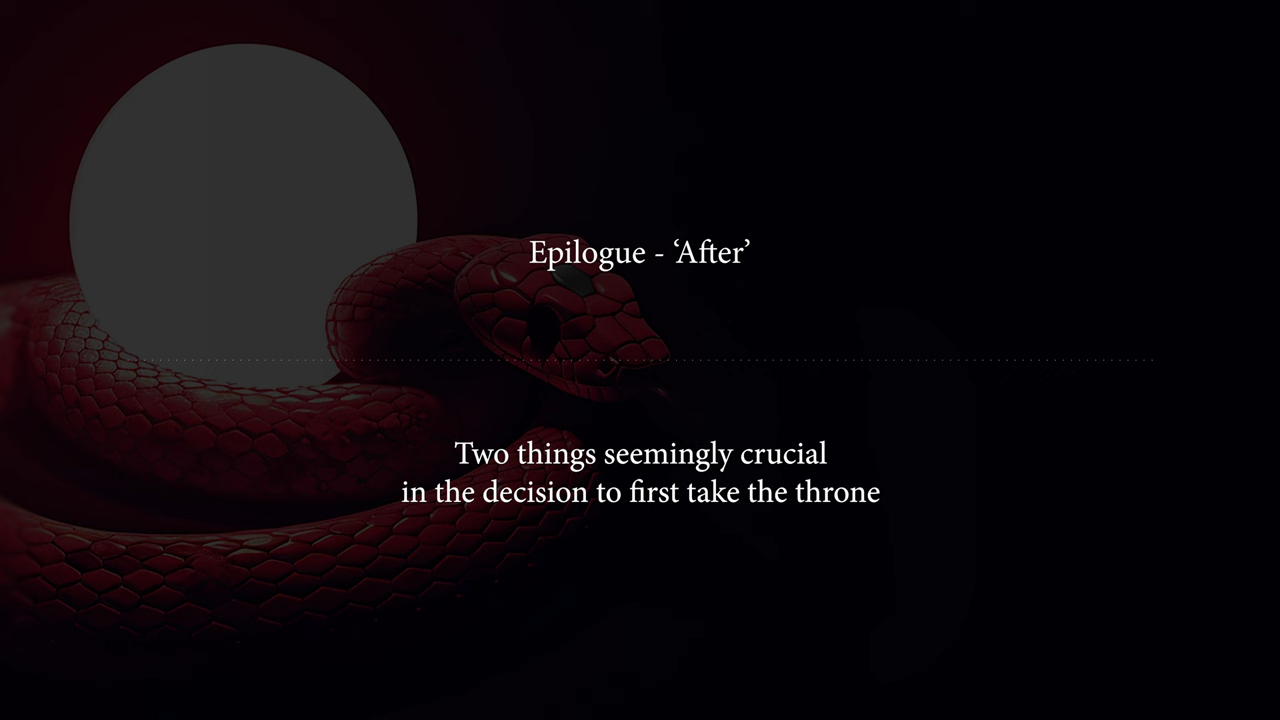 Epilogue - ‘After’
Two things seemingly crucial
in the decision to first take the throne